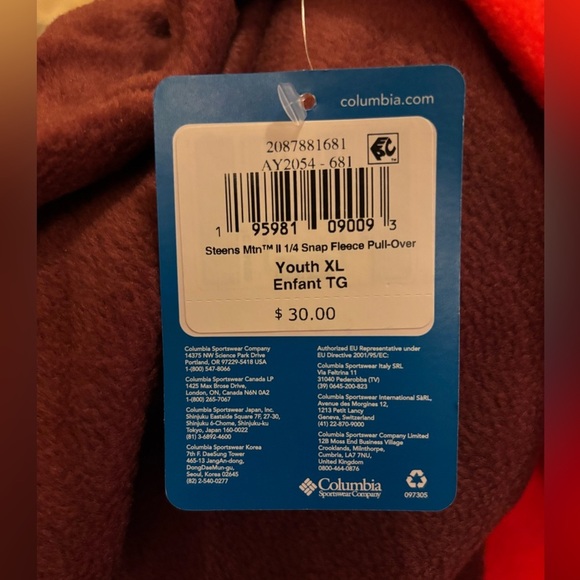 columbia.com
2087881681
AY2054 - 681
1 95981 09009 3
Steens Mtn™ II 1/4 Snap Fleece Pull-Over
Youth XL
Enfant TG
$ 30.00
Columbia Sportswear Company
14375 NW Science Park Drive
Portland, OR 97229-5418 USA
1-(800) 547-8066
Columbia Sportswear Canada LP
1425 Max Brose Drive,
London, ON, Canada N6N 0A2
1-(800) 265-7067
Columbia Sportswear Japan, Inc.
Shinjuku Eastside Square 7F, 27-30,
Shinjuku 6-Chome, Shinjuku-ku
Tokyo, Japan 160-0022
(81) 3-6892-4600
Columbia Sportswear Korea
7th F. DaeSung Tower
465-13 JangAn-dong,
DongDaeMun-gu,
Seoul, Korea 02645
(82) 2-540-0277
Authorized EU Representative under
EU Directive 2001/95/EC:
Columbia Sportswear Italy SRL
Via Feltrina 11
31040 Pederobba (TV)
(39) 0645-200-823
Columbia Sportswear International SàRL,
Avenue des Morgines 12,
1213 Petit Lancy
Geneva, Switzerland
(41) 22-870-9000
Columbia Sportswear Company Limited
12B Moss End Business Village
Crooklands, Milnthorpe,
Cumbria, LA7 7NU,
United Kingdom
0800-464-0876
Columbia
Sportswear Company
097305